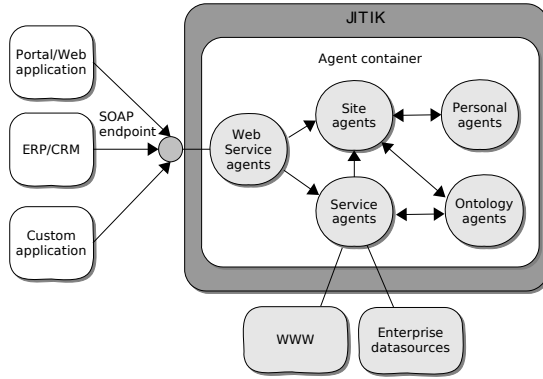 JITIK
Agent container
Portal/Web
application
SOAP
endpoint
ERP/CRM
Custom
application
Web
Service
agents
Site
agents
Personal
agents
Service
agents
Ontology
agents
WWW
Enterprise
datasources